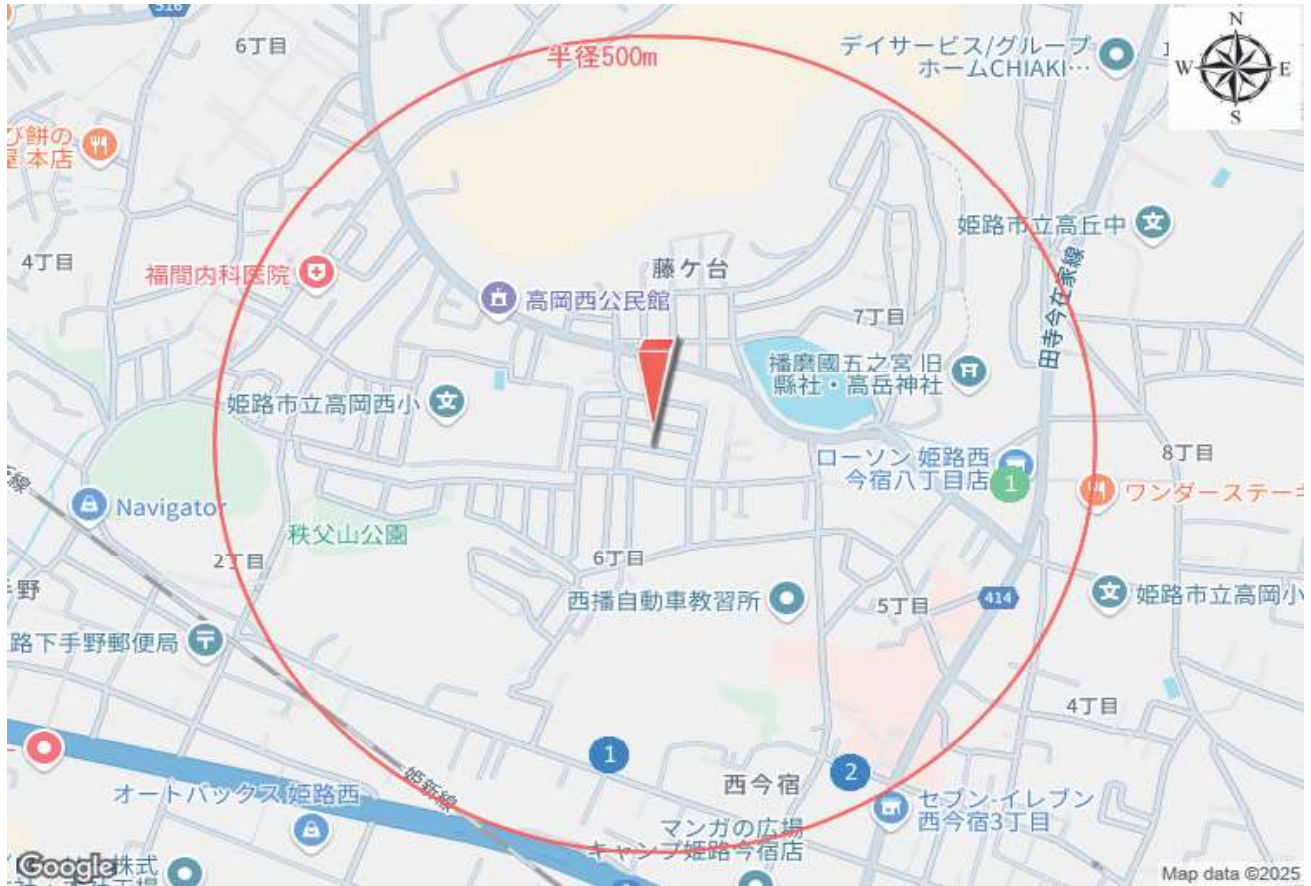 516
6丁目
半径500m
デイサービス/グループ
ホームCHIAKI…
N
W
E
S
び餅の
屋 本店
4丁目
福間内科医院
藤ケ台
高岡西公民館
7丁目
姫路市立高丘中
田寺今在家線
播磨國五之宮 旧
縣社・高岳神社
姫路市立高岡西小
ローソン 姫路西
今宿八丁目店
1
8丁目
ワンダーステーキ
Navigator
秩父山公園
2丁目
6丁目
西播自動車教習所
5丁目
414
姫路市立高岡小
手野
路下手野郵便局
4丁目
1
西今宿
2
姫新線
オートバックス 姫路西
セブン-イレブン
西今宿3丁目
マンガの広場
キャンプ姫路今宿店
Google
株式
Map data ©2025